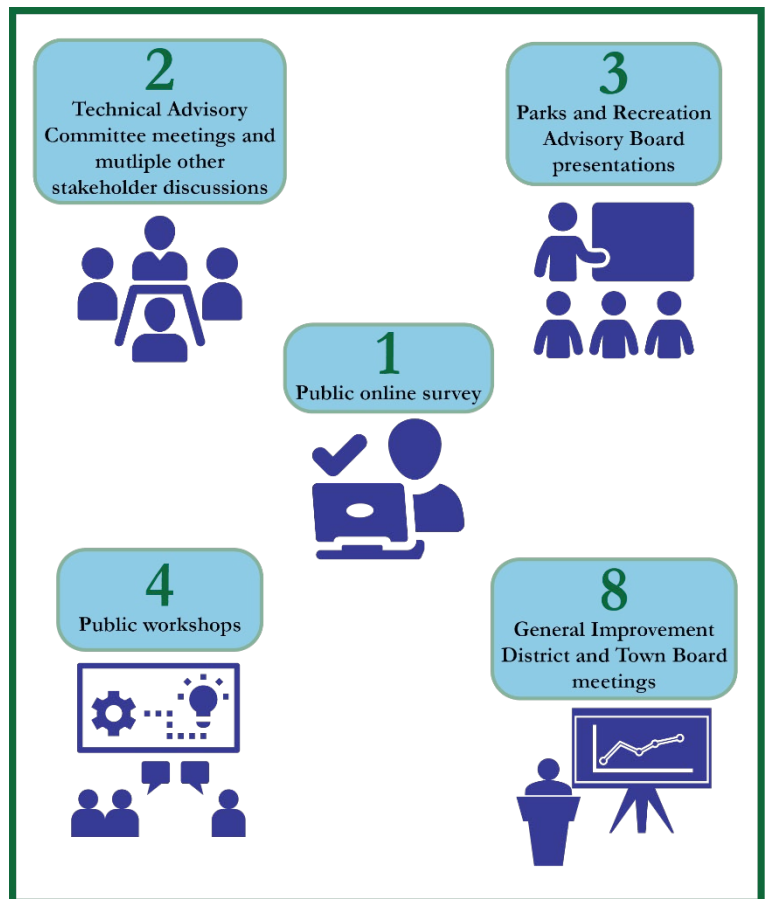 2
Technical Advisory
Committee meetings and
mutliple other
stakeholder discussions
3
Parks and Recreation
Advisory Board
presentations
1
Public online survey
4
Public workshops
8
General Improvement
District and Town Board
meetings